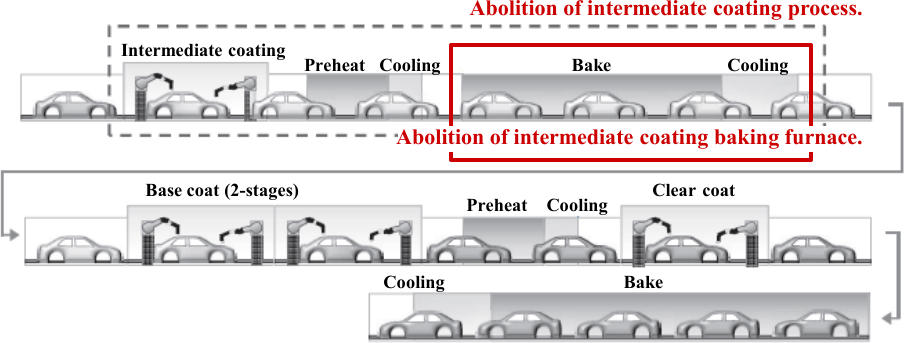 Abolition of intermediate coating process.
Intermediate coating
Preheat Cooling
Bake
Cooling
Abolition of intermediate coating baking furnace.
Base coat (2-stages)
Clear coat
Preheat Cooling
Cooling
Bake